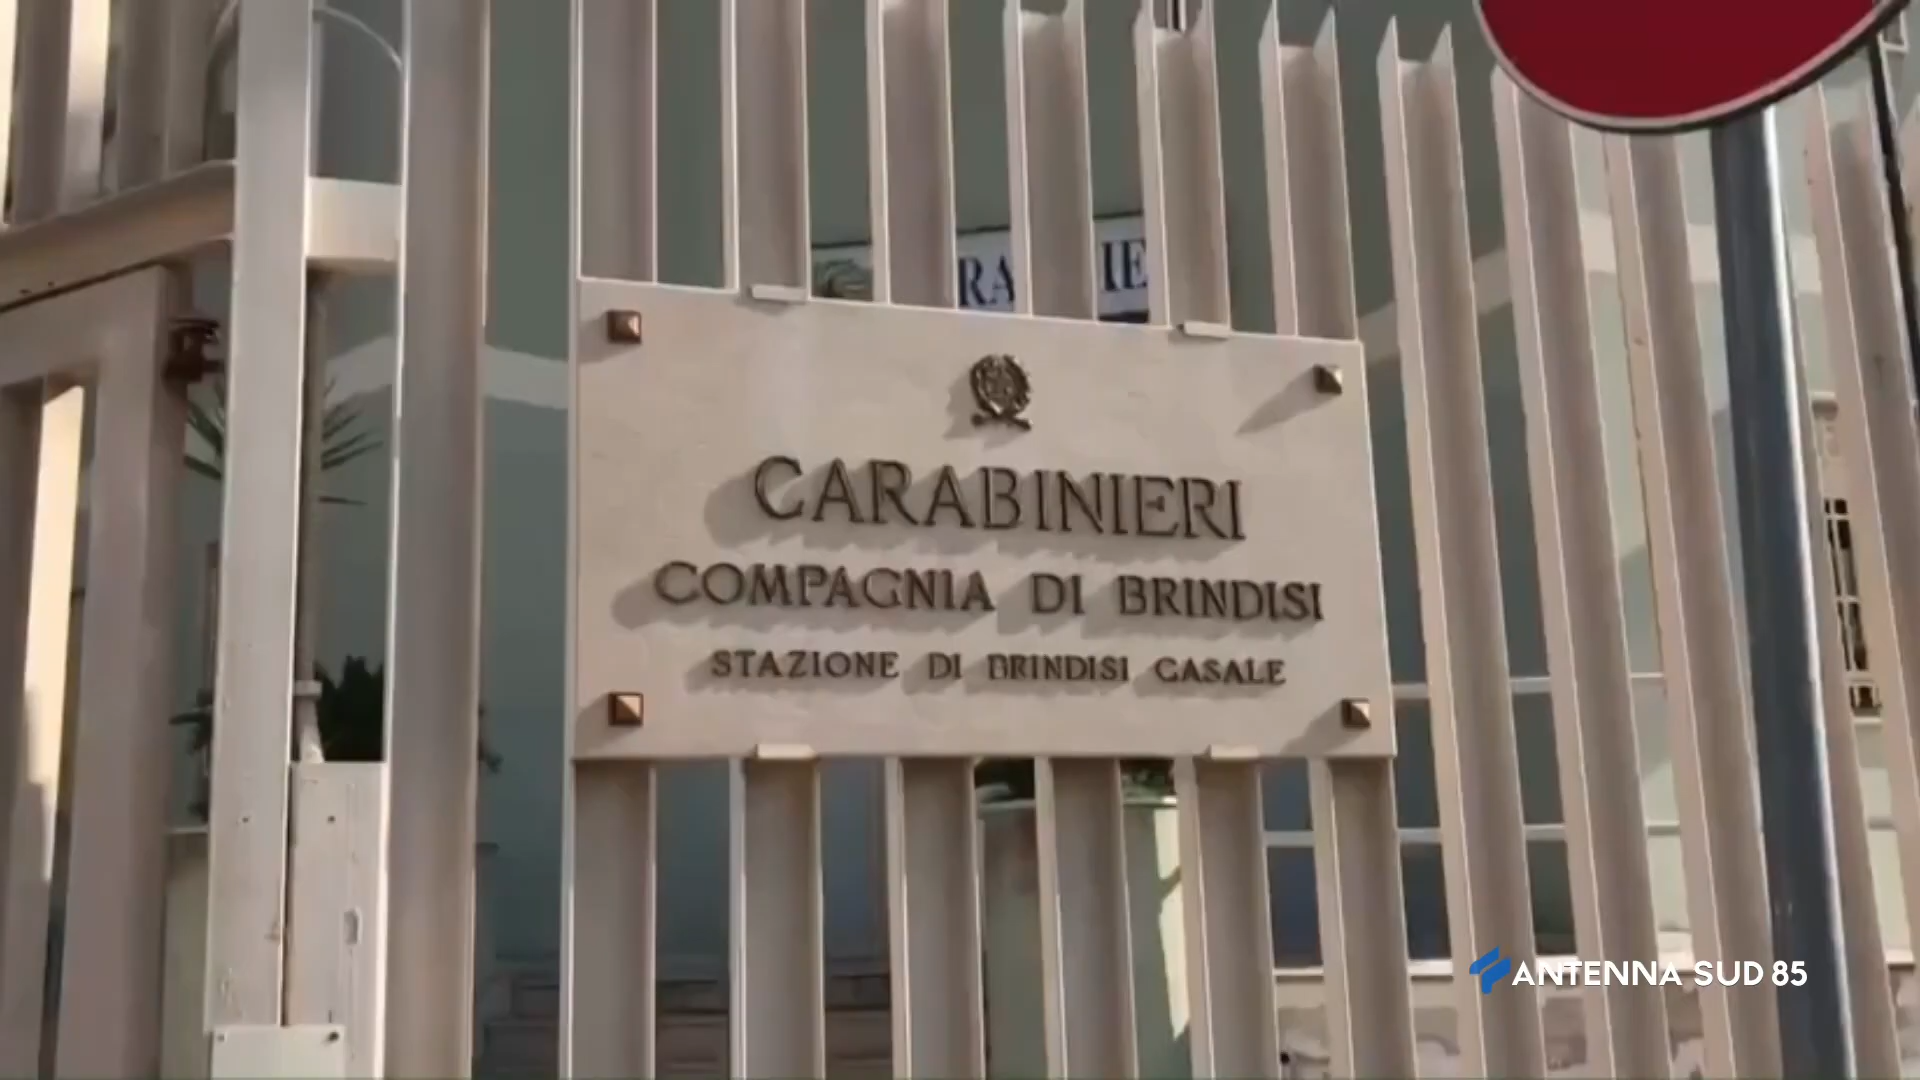 CARABINIERI
COMPAGNIA DI BRINDISI
STAZIONE DI BRINDISI CASALE
ANTENNA SUD 85